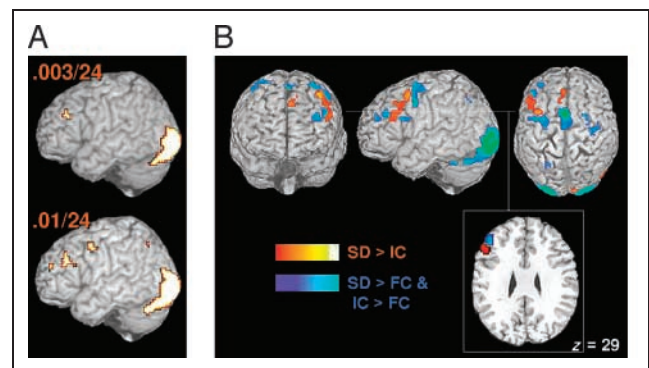 A
B
.003/24
.01/24
SD > IC
SD > FC &
IC > FC
z = 29